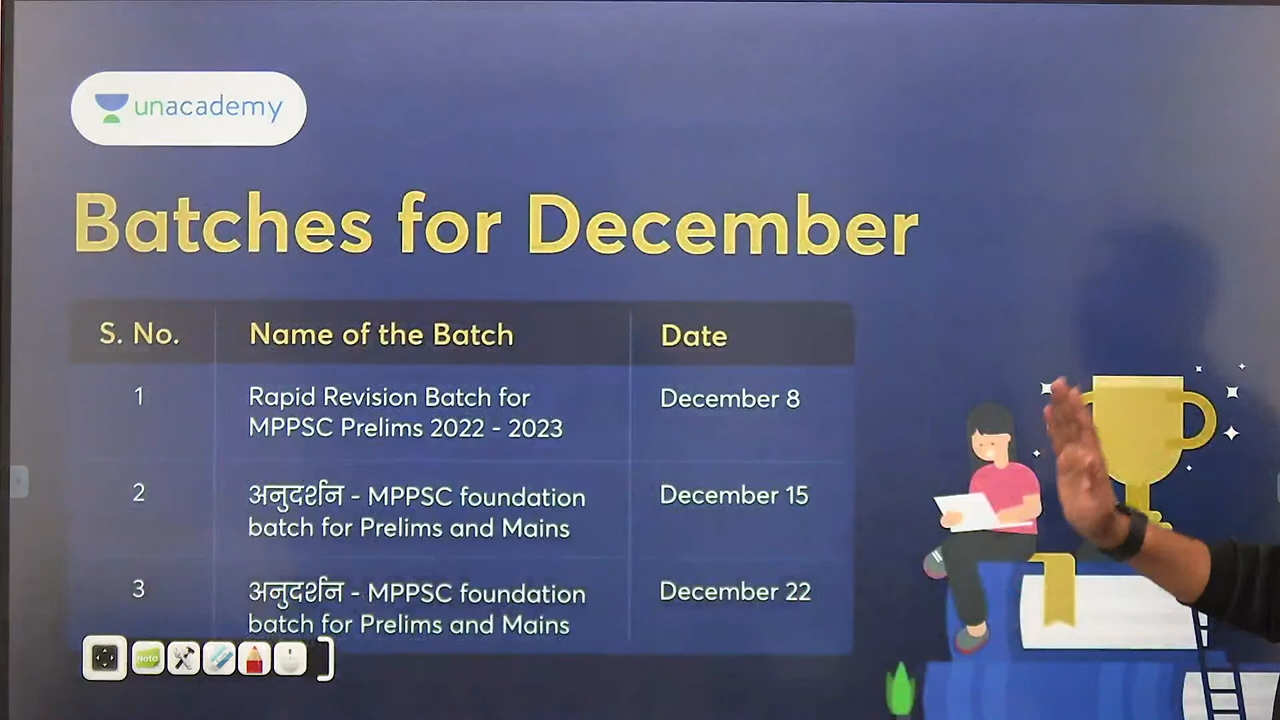 unacademy
Batches for December
S. No. Name of the Batch Date
1 Rapid Revision Batch for December 8
MPPSC Prelims 2022 - 2023
2 अनुदर्शन - MPPSC foundation December 15
batch for Prelims and Mains
3 अनुदर्शन - MPPSC foundation December 22
batch for Prelims and Mains
Note